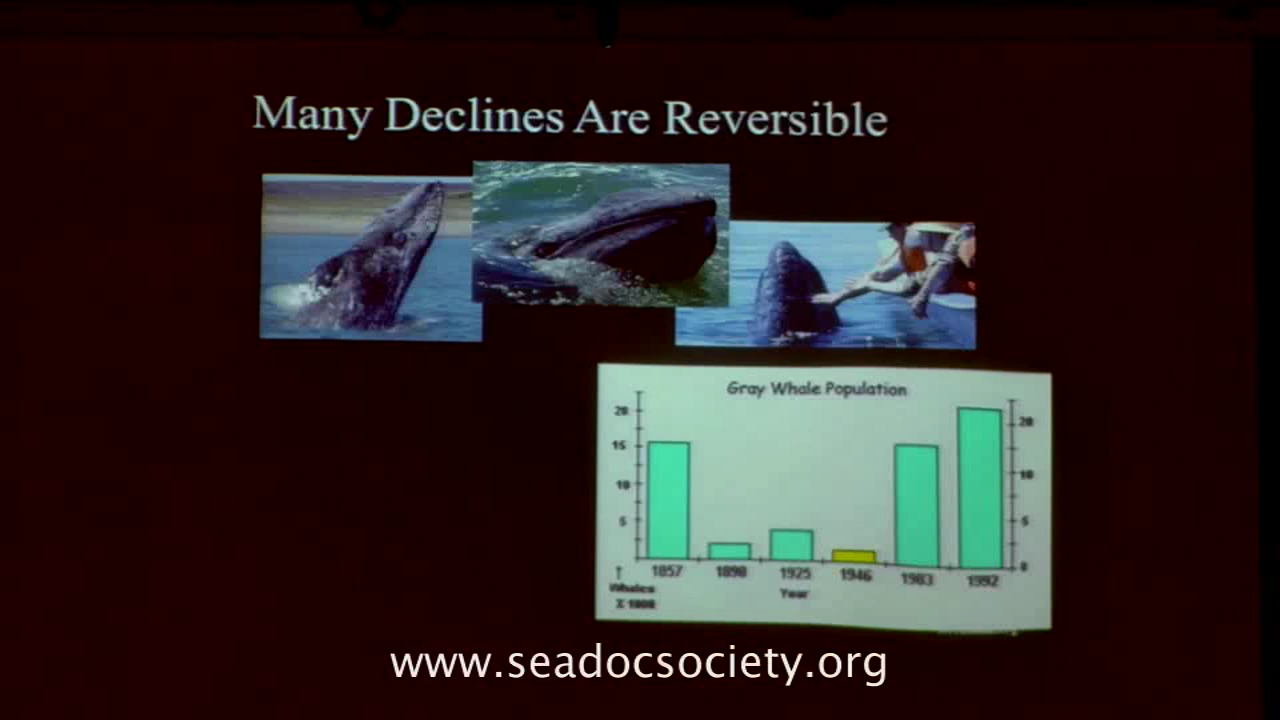 Many Declines Are Reversible
Gray Whale Population
20
15
10
5
20
10
5
0
1857 1898 1925 1946 1983 1992
Whales
Year
X 1000
www.seadocsociety.org